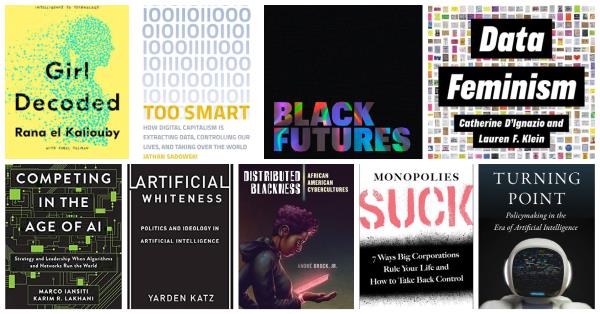 INTELLIGENCE TO TECHNOLOGY
Girl
Decoded
Rana el Kaliouby
TOO SMART
HOW DIGITAL CAPITALISM IS
EXTRACTING DATA, CONTROLLING OUR
LIVES, AND TAKING OVER THE WORLD
JATHAN SADOWSKI
BLACK
FUTURES
Data
Feminism
Catherine D'Ignazio and
Lauren F. Klein
COMPETING
IN THE
AGE OF AI
Strategy and Leadership When Algorithms
and Networks Run the World
MARCO IANSITI
KARIM R. LAKHANI
ARTIFICIAL
WHITENESS
POLITICS AND IDEOLOGY IN
ARTIFICIAL INTELLIGENCE
YARDEN KATZ
DISTRIBUTED
BLACKNESS
AFRICAN
AMERICAN
CYBERCULTURES
ANDRÉ BROCK, JR.
MONOPOLIES
SUCK
7 Ways Big Corporations
Rule Your Life and
How to Take Back Control
TURNING
POINT
Policymaking in the
Era of Artificial Intelligence